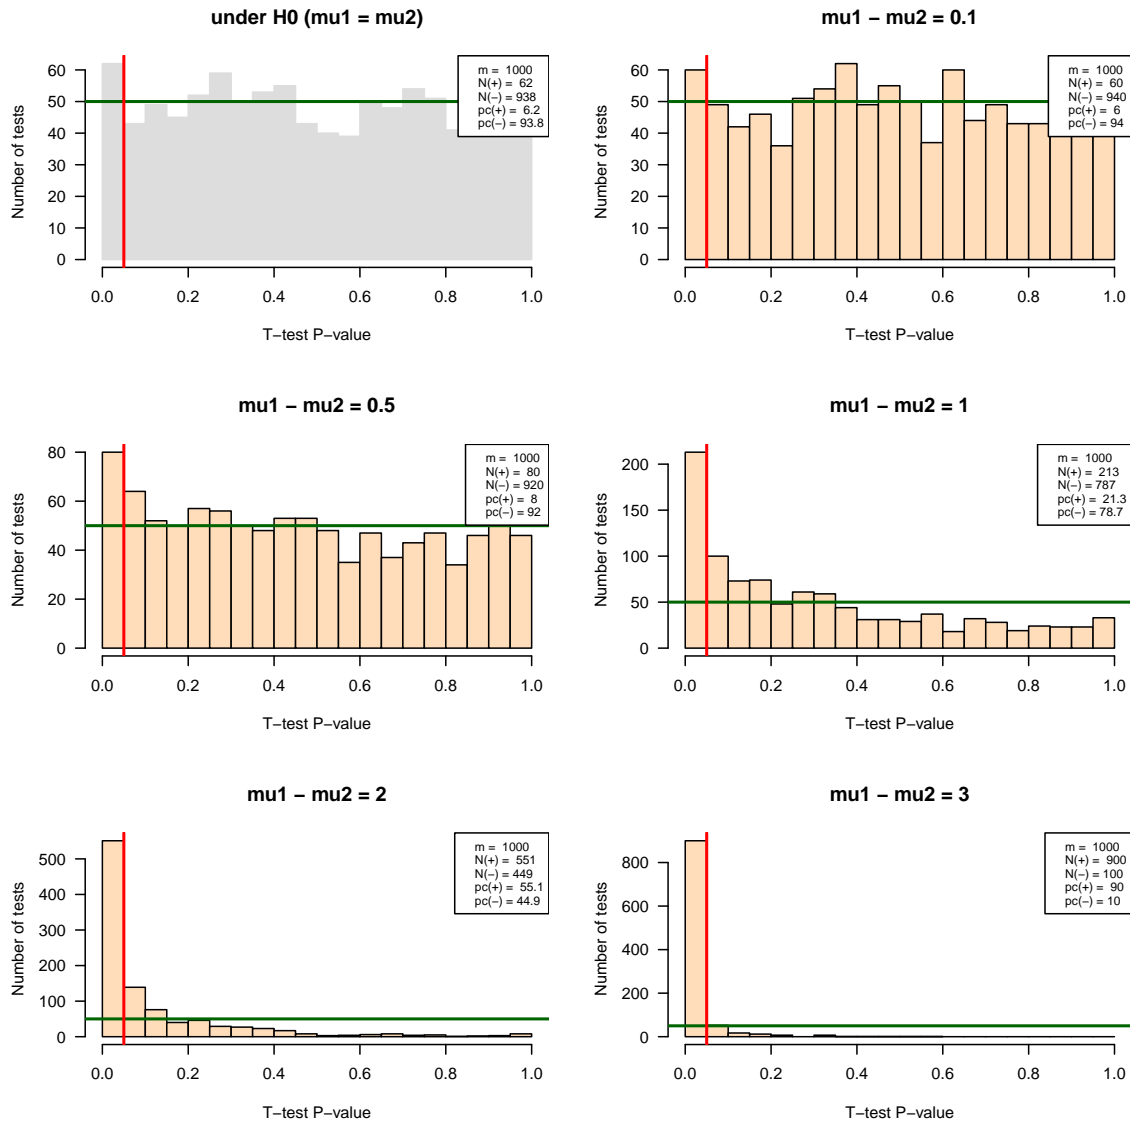 under H0 (mu1 = mu2)
Number of tests
60
50
40
30
20
10
0
m = 1000
N(+) = 62
N(−) = 938
pc(+) = 6.2
pc(−) = 93.8
0.0 0.2 0.4 0.6 0.8 1.0
T−test P−value
mu1 − mu2 = 0.1
Number of tests
60
50
40
30
20
10
0
m = 1000
N(+) = 60
N(−) = 940
pc(+) = 6
pc(−) = 94
0.0 0.2 0.4 0.6 0.8 1.0
T−test P−value
mu1 − mu2 = 0.5
Number of tests
80
60
40
20
0
m = 1000
N(+) = 80
N(−) = 920
pc(+) = 8
pc(−) = 92
0.0 0.2 0.4 0.6 0.8 1.0
T−test P−value
mu1 − mu2 = 1
Number of tests
200
150
100
50
0
m = 1000
N(+) = 213
N(−) = 787
pc(+) = 21.3
pc(−) = 78.7
0.0 0.2 0.4 0.6 0.8 1.0
T−test P−value
mu1 − mu2 = 2
Number of tests
500
400
300
200
100
0
m = 1000
N(+) = 551
N(−) = 449
pc(+) = 55.1
pc(−) = 44.9
0.0 0.2 0.4 0.6 0.8 1.0
T−test P−value
mu1 − mu2 = 3
Number of tests
800
600
400
200
0
m = 1000
N(+) = 900
N(−) = 100
pc(+) = 90
pc(−) = 10
0.0 0.2 0.4 0.6 0.8 1.0
T−test P−value